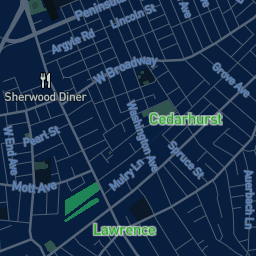 Peninsula
Lincoln St
Argyle Rd
W Broadway
Grove Ave
Sherwood Diner
Cedarhurst
Washington Ave
Pearl St
W End Ave
Mott Ave
Mulry Ln
Spruce St
Auerbach Ln
Lawrence